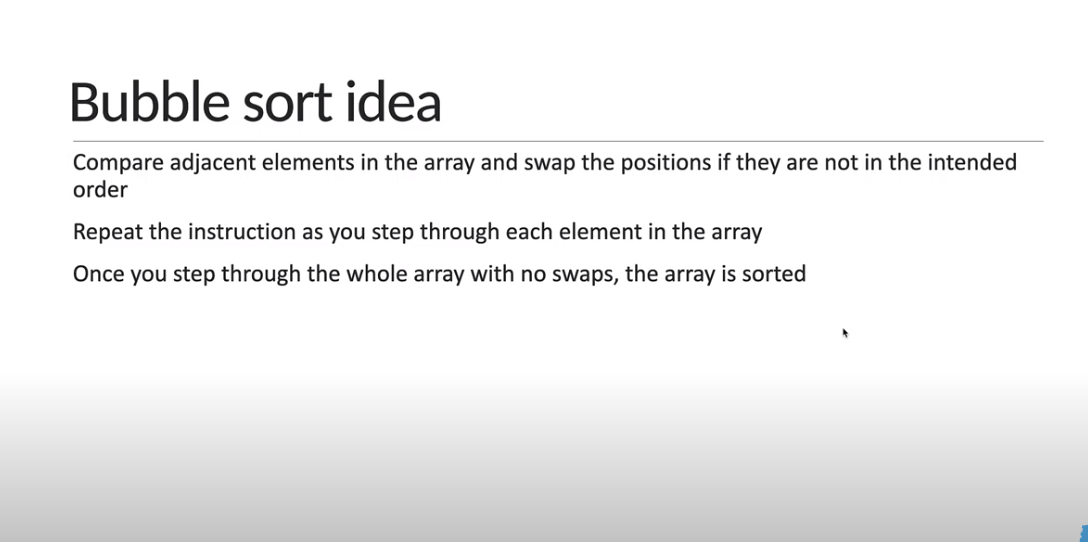 Bubble sort idea
Compare adjacent elements in the array and swap the positions if they are not in the intended
order
Repeat the instruction as you step through each element in the array
Once you step through the whole array with no swaps, the array is sorted